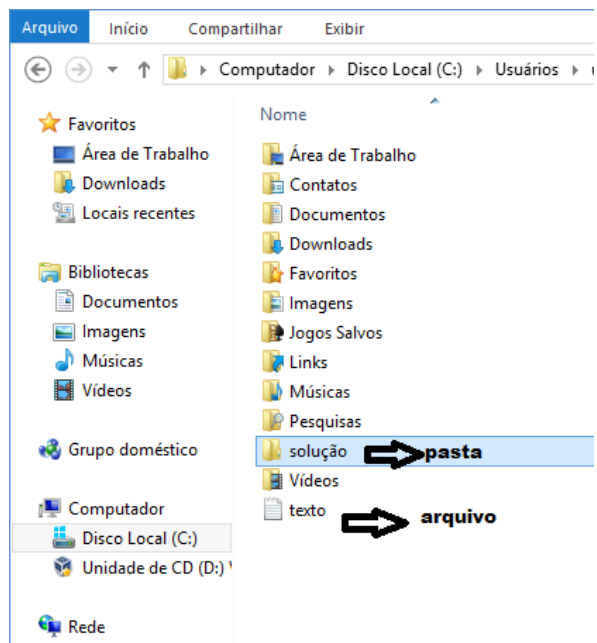 Arquivo Início Compartilhar Exibir
Computador Disco Local (C:) Usuários
Nome
Favoritos
Área de Trabalho
Downloads
Locais recentes
Bibliotecas
Documentos
Imagens
Músicas
Vídeos
Grupo doméstico
Computador
Disco Local (C:)
Unidade de CD (D:)
Rede
Área de Trabalho
Contatos
Documentos
Downloads
Favoritos
Imagens
Jogos Salvos
Links
Músicas
Pesquisas
solução pasta
Vídeos
texto arquivo